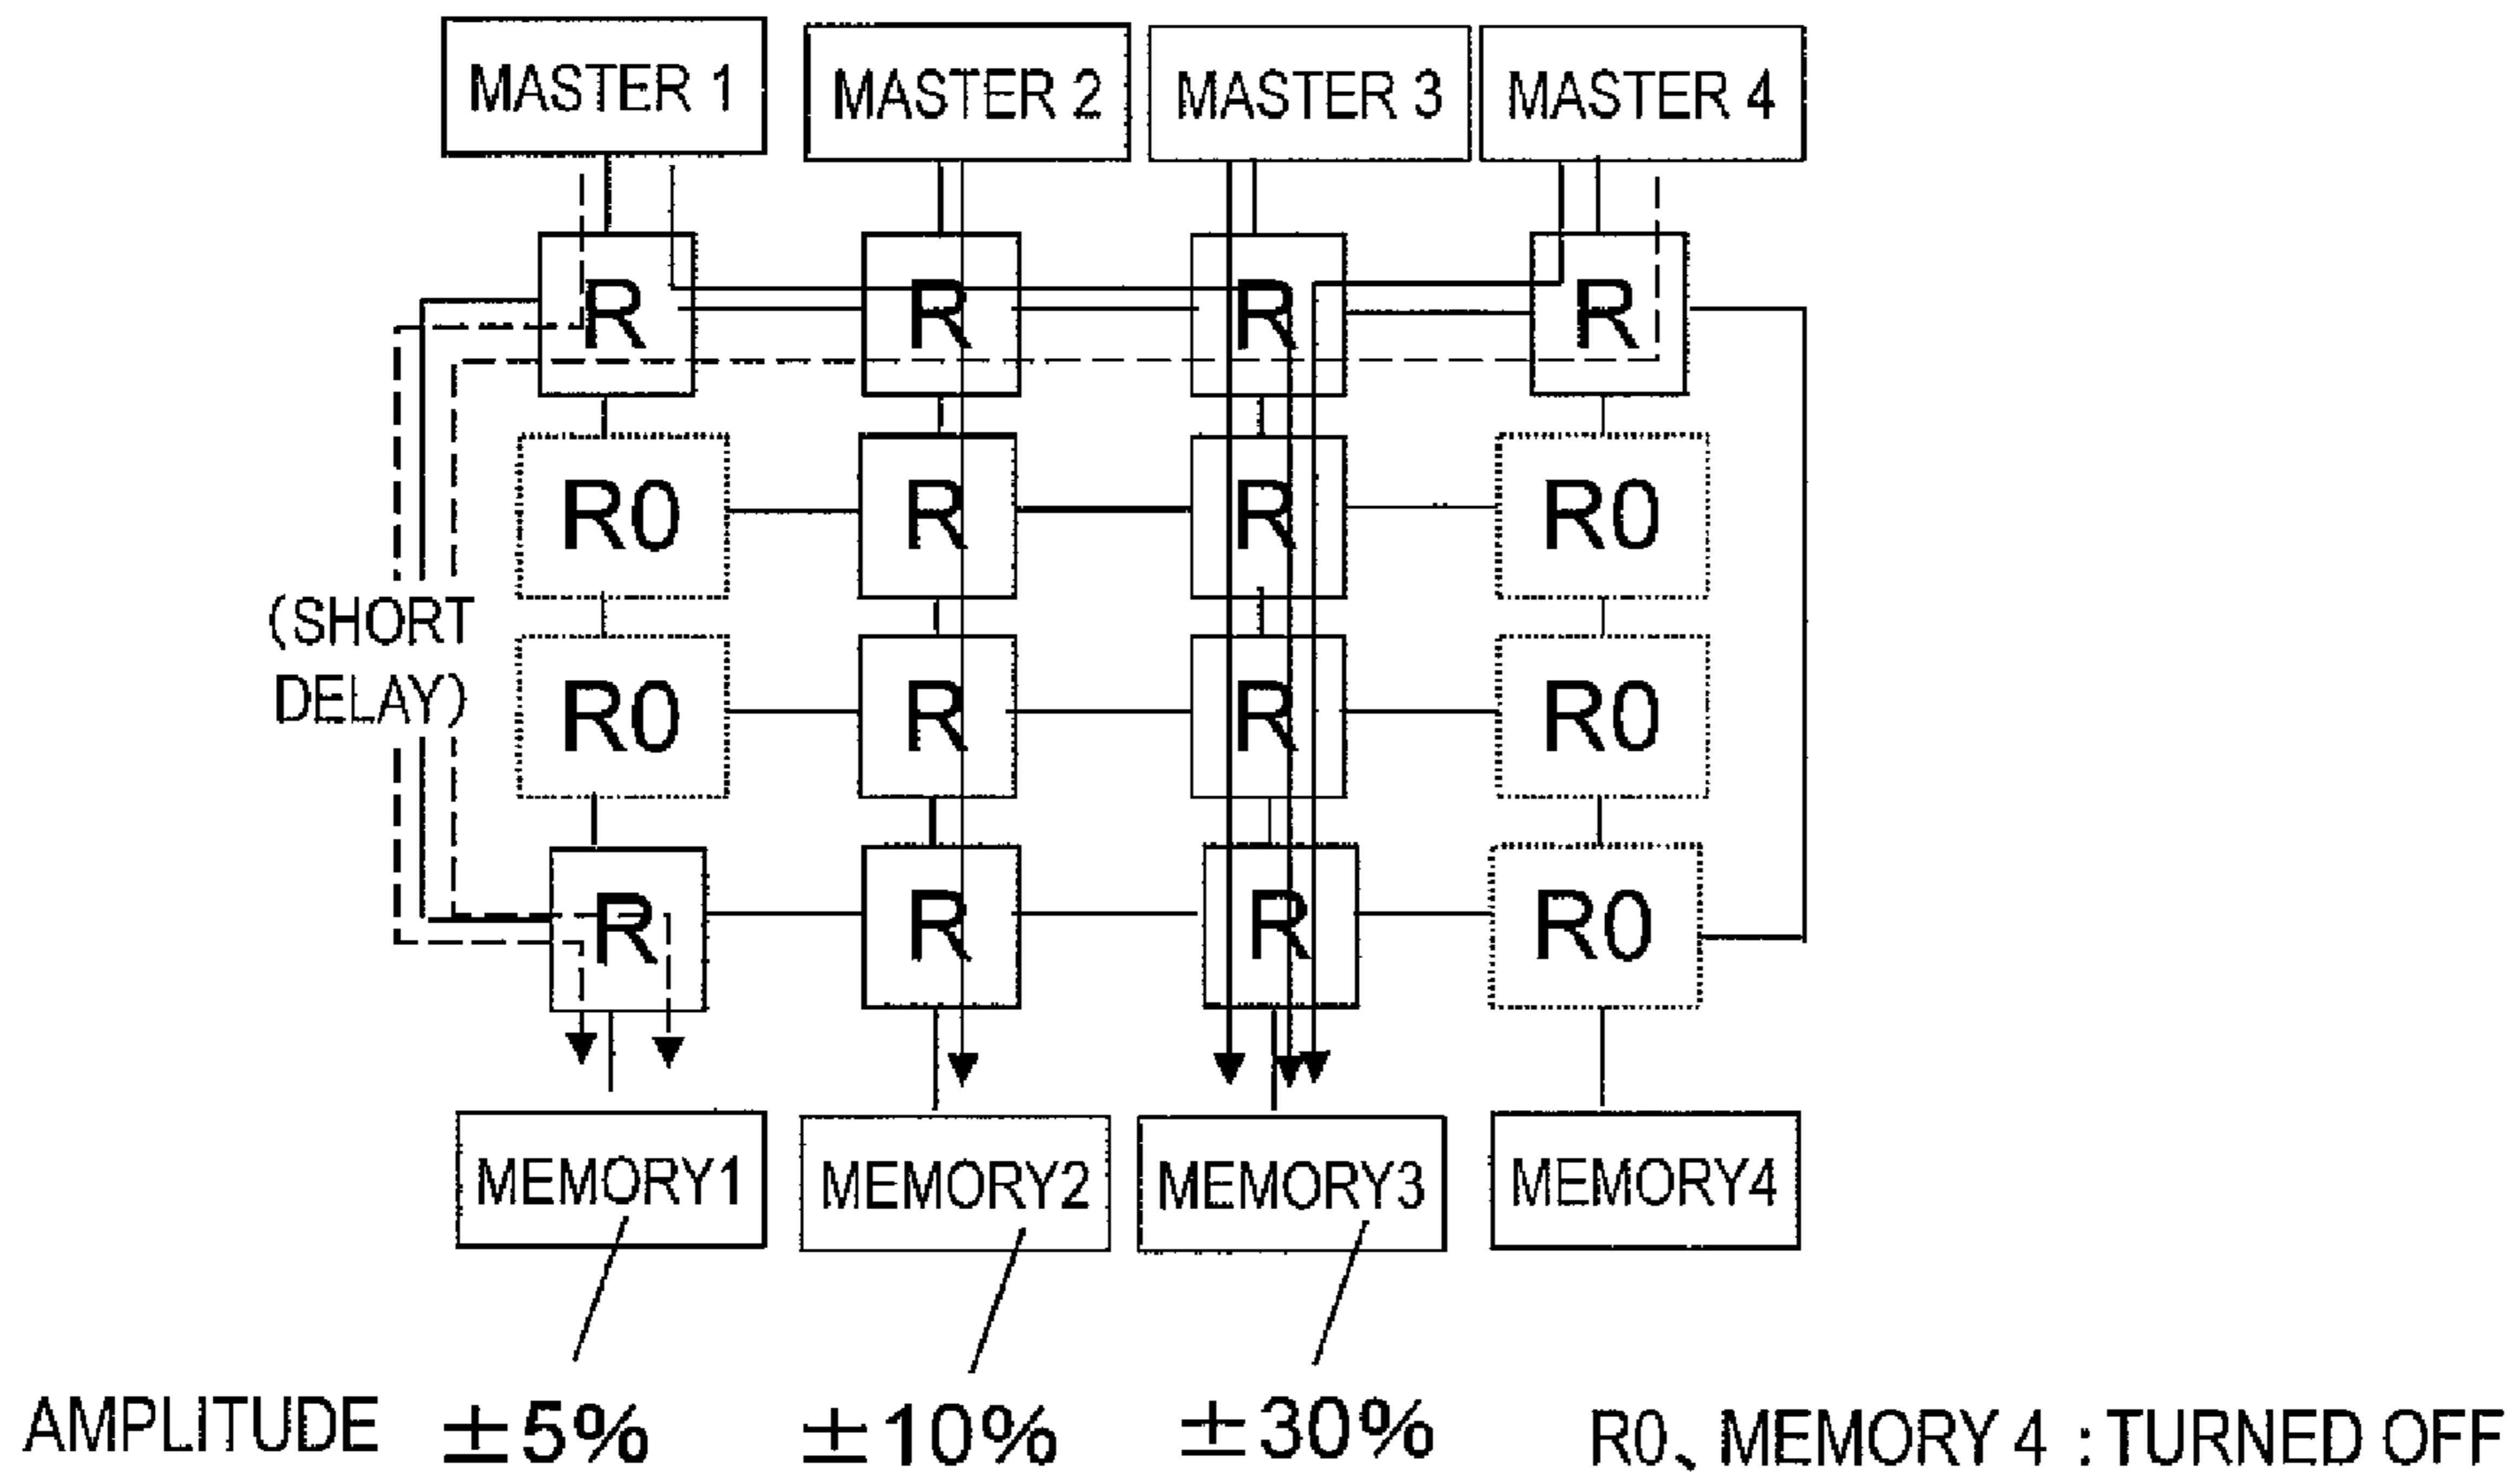 MASTER 1
MASTER 2
MASTER 3
MASTER 4
R
R
R
R
R0
R
R
R0
(SHORT
DELAY)
R0
R
R
R0
R
R
R
R0
MEMORY1
MEMORY2
MEMORY3
MEMORY4
AMPLITUDE ±5% ±10% ±30%
R0、MEMORY 4 : TURNED OFF